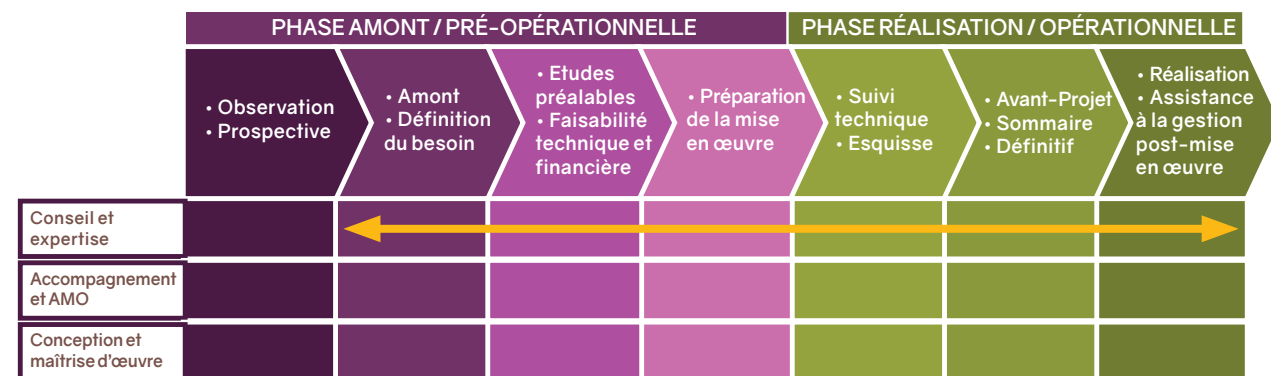 PHASE AMONT / PRÉ-OPÉRATIONNELLE
PHASE RÉALISATION / OPÉRATIONNELLE
• Observation
• Prospective
• Amont
• Définition
du besoin
• Etudes
préalables
• Faisabilité
technique et
financière
• Préparation
de la mise
en œuvre
• Suivi
technique
• Esquisse
• Avant-Projet
• Sommaire
• Définitif
• Réalisation
• Assistance
à la gestion
post-mise
en œuvre
Conseil et
expertise
Accompagnement
et AMO
Conception et
maîtrise d'œuvre